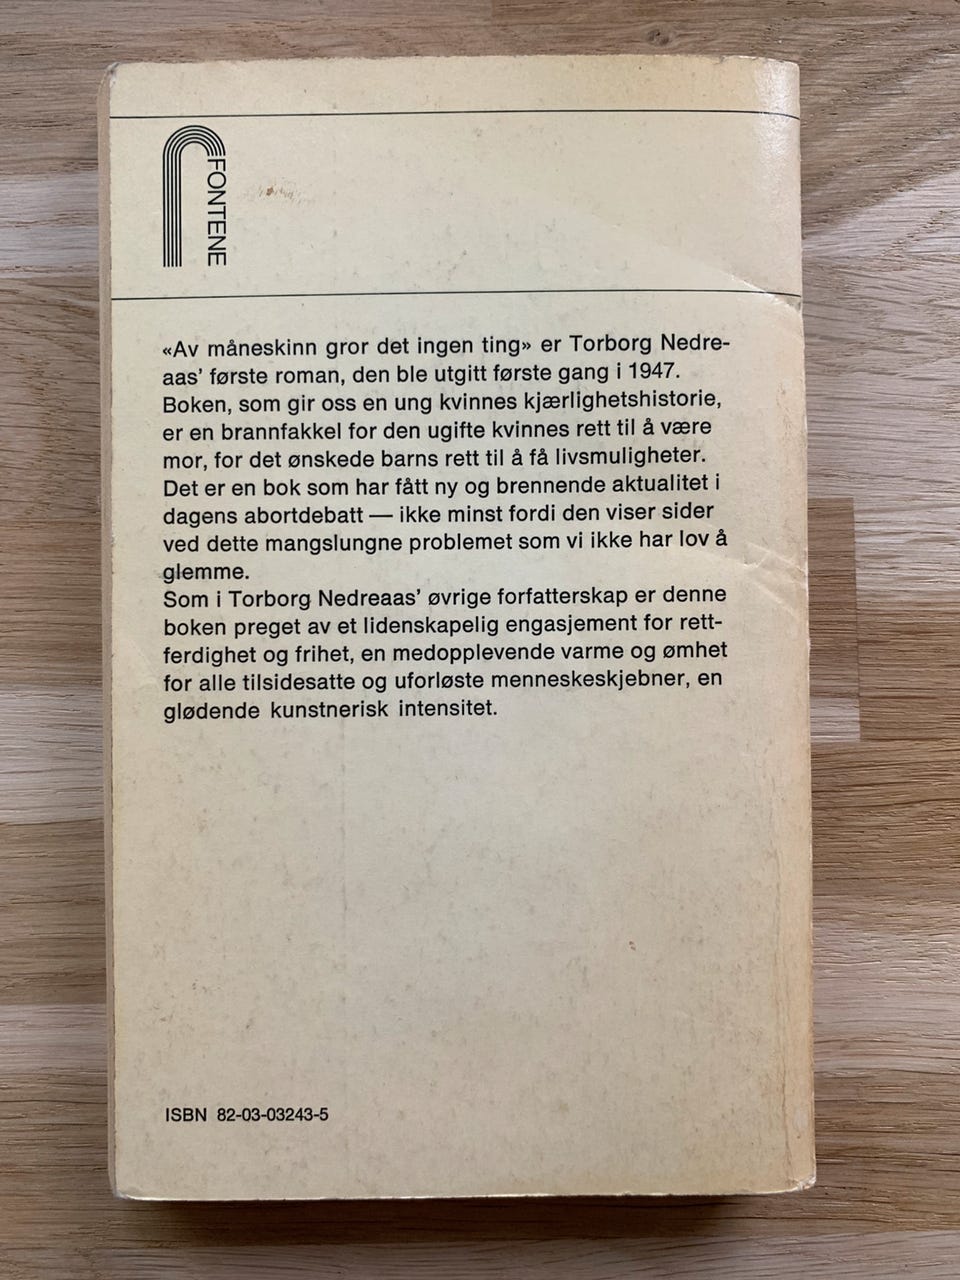 FONTENE
«Av måneskinn gror det ingen ting» er Torborg Nedre-
aas' første roman, den ble utgitt første gang i 1947.
Boken, som gir oss en ung kvinnes kjærlighetshistorie,
er en brannfakkel for den ugifte kvinnes rett til å være
mor, for det ønskede barns rett til å få livsmuligheter.
Det er en bok som har fått ny og brennende aktualitet i
dagens abortdebatt — ikke minst fordi den viser sider
ved dette mangslungne problemet som vi ikke har lov å
glemme.
Som i Torborg Nedreaas' øvrige forfatterskap er denne
boken preget av et lidenskapelig engasjement for rett-
ferdighet og frihet, en medopplevende varme og ømhet
for alle tilsidesatte og uforløste menneskeskjebner, en
glødende kunstnerisk intensitet.
ISBN 82-03-03243-5